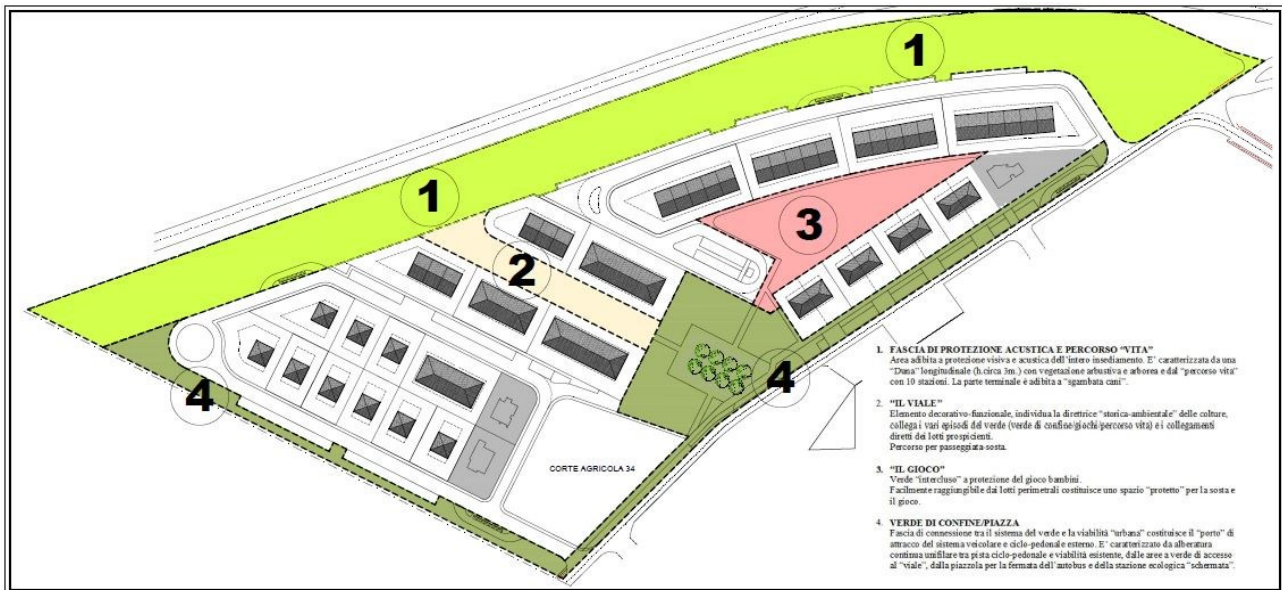 1
1
2
3
4
4
CORTE AGRICOLA 34
1. FASCIA DI PROTEZIONE ACUSTICA E PERCORSO "VITA"
Area adibita a protezione visiva e acustica dell'intero insediamento. E' caratterizzata da una
"Duna" longitudinale (h.circa 3m.) con vegetazione arbustiva e arborea e dal "percorso vita"
con 10 stazioni. La parte terminale è adibita a "sgambata cani".
2. "IL VIALE"
Elemento decorativo-funzionale, individua la direttrice "storica-ambientale" delle colture,
collega i vari episodi del verde (verde di confine/giochi/percorso vita) e i collegamenti
diretti dei lotti prospicienti.
Percorso per passeggiata-sosta.
3. "IL GIOCO"
Verde "intercluso" a protezione del gioco bambini.
Facilmente raggiungibile dai lotti perimetrali costituisce uno spazio "protetto" per la sosta e
il gioco.
4. VERDE DI CONFINE/PIAZZA
Fascia di connessione tra il sistema del verde e la viabilità "urbana" costituisce il "porto" di
attracco del sistema veicolare e ciclo-pedonale esterno. E' caratterizzato da alberatura
continua unifilare tra pista ciclo-pedonale e viabilità esistente, dalle aree a verde di accesso
al "viale", dalla piazzola per la fermata dell'autobus e della stazione ecologica "schermata".